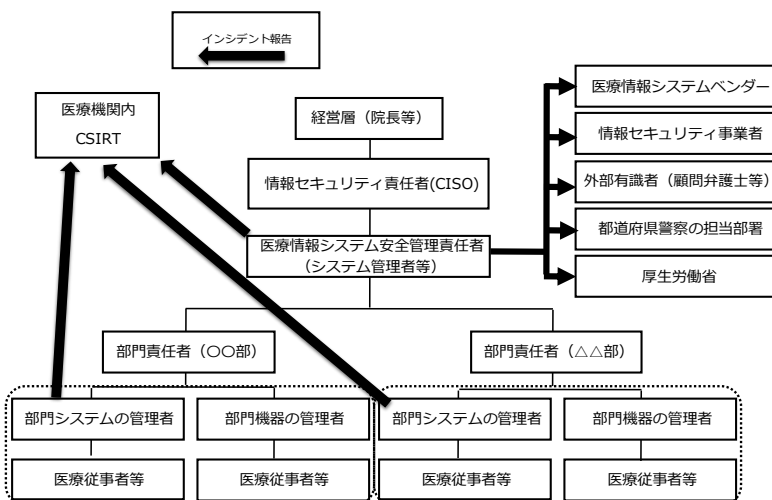 インシデント報告
医療機関内
CSIRT
経営層（院長等）
情報セキュリティ責任者(CISO)
医療情報システム安全管理責任者
（システム管理者等）
医療情報システムベンダー
情報セキュリティ事業者
外部有識者（顧問弁護士等）
都道府県警察の担当部署
厚生労働省
部門責任者（〇〇部）
部門責任者（△△部）
部門システムの管理者
部門機器の管理者
部門システムの管理者
部門機器の管理者
医療従事者等
医療従事者等
医療従事者等
医療従事者等